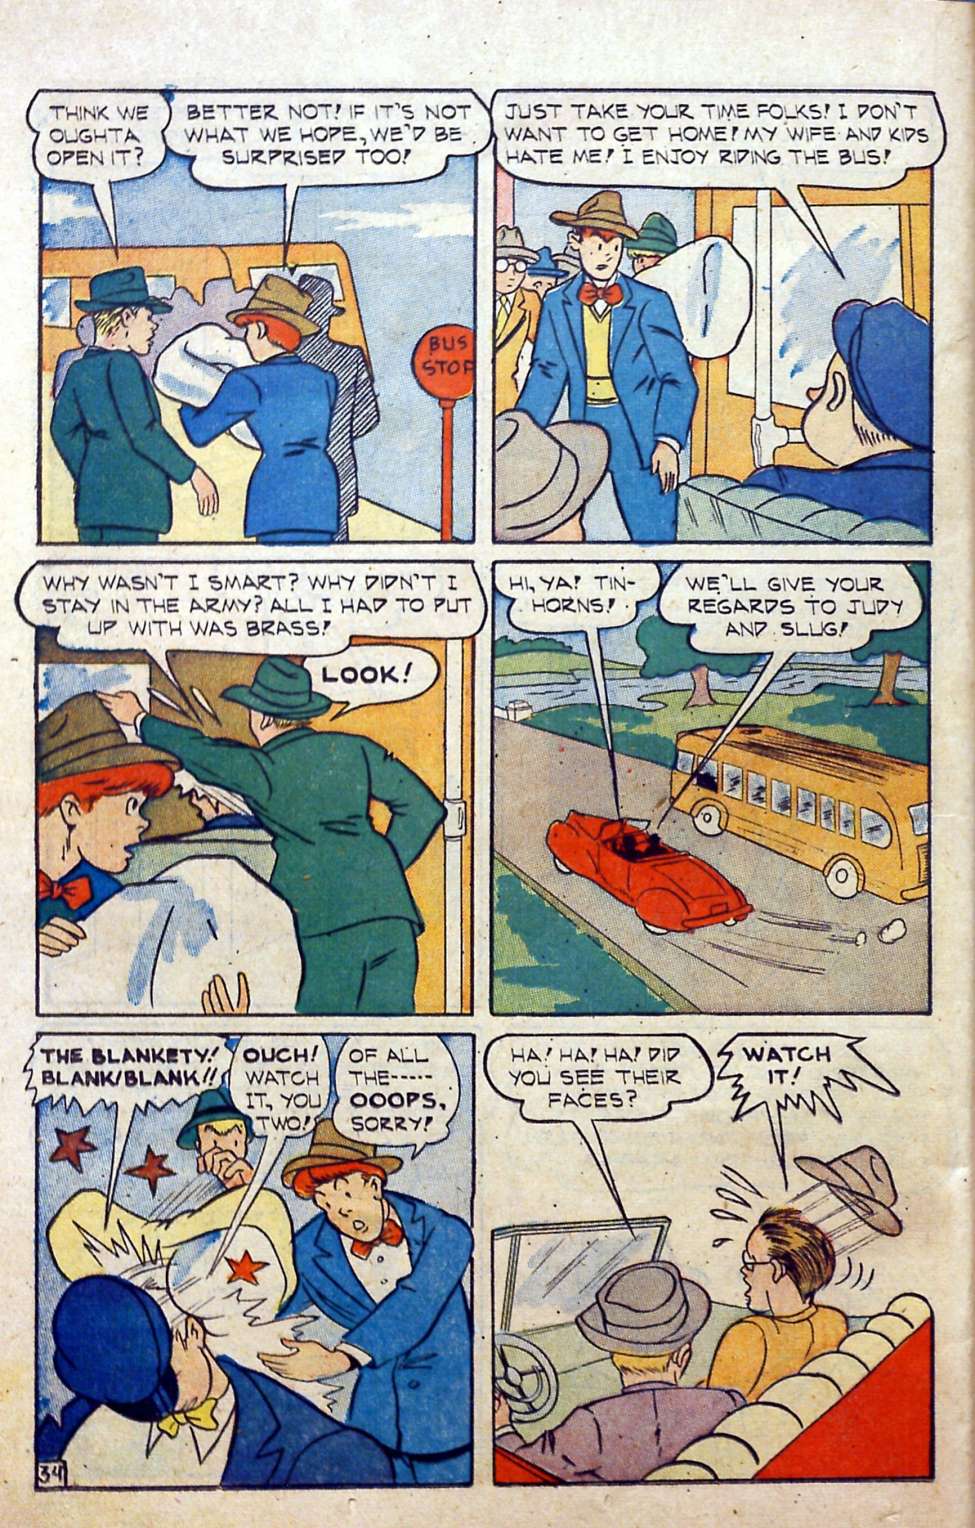 THINK WE
OUGHTA
OPEN IT?
BETTER NOT! IF IT'S NOT
WHAT WE HOPE, WE'D BE
SURPRISED TOO!
BUS
STOP
JUST TAKE YOUR TIME FOLKS! I DON'T
WANT TO GET HOME! MY WIFE AND KIDS
HATE ME! I ENJOY RIDING THE BUS!
WHY WASN'T I SMART? WHY DIDN'T I
STAY IN THE ARMY? ALL I HAD TO PUT
UP WITH WAS BRASS!
LOOK!
HI, YA! TIN-
HORNS!
WE'LL GIVE YOUR
REGARDS TO JUDY
AND SLUG!
THE BLANKETY!
BLANK/BLANK!!
OUCH!
WATCH
IT, YOU
TWO!
OF ALL
THE-----
OOOPS,
SORRY!
34
HA! HA! HA! DID
YOU SEE THEIR
FACES?
WATCH
IT!